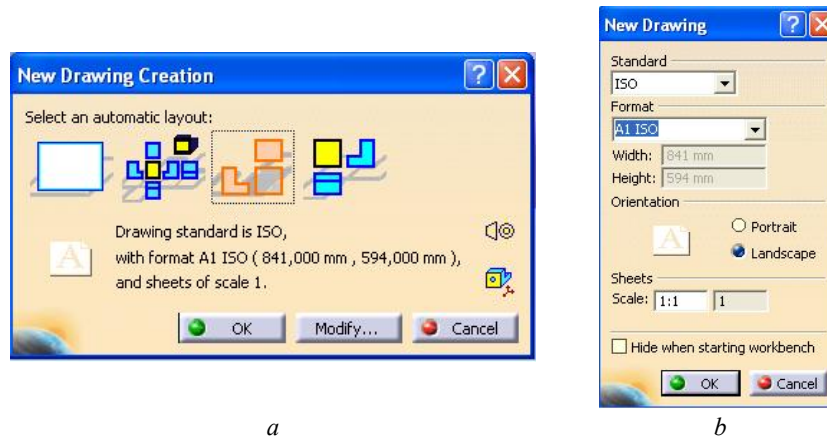 New Drawing Creation
Select an automatic layout:
Drawing standard is ISO,
with format A1 ISO ( 841,000 mm , 594,000 mm ),
and sheets of scale 1.
A
OK Modify... Cancel
a
New Drawing
Standard
ISO
Format
A1 ISO
Width: 841 mm
Height: 594 mm
Orientation
A
Portrait
Landscape
Sheets
Scale: 1:1 1
Hide when starting workbench
OK Cancel
b